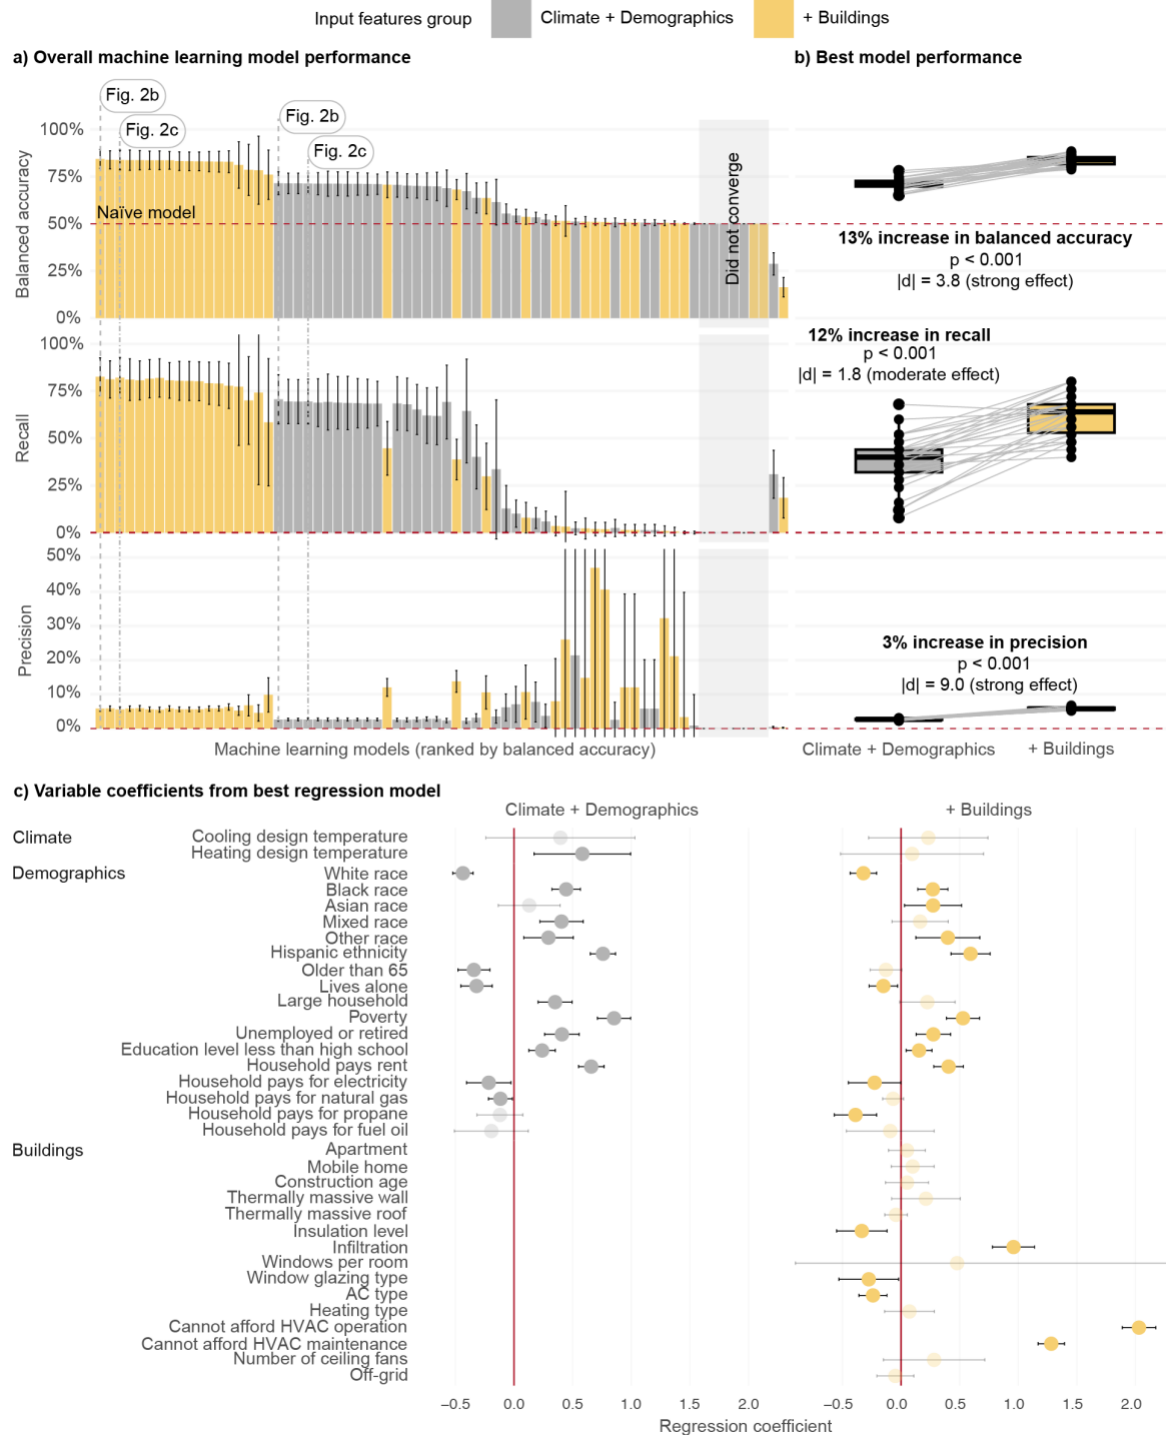 Input features group Climate + Demographics + Buildings
a) Overall machine learning model performance
b) Best model performance
Fig. 2b
Fig. 2c
Fig. 2b
Fig. 2c
100%
75%
50%
25%
0%
Balanced accuracy
Naïve model
Did not converge
13% increase in balanced accuracy
p < 0.001
|d| = 3.8 (strong effect)
100%
75%
50%
25%
0%
Recall
12% increase in recall
p < 0.001
|d| = 1.8 (moderate effect)
50%
40%
30%
20%
10%
0%
Precision
3% increase in precision
p < 0.001
|d| = 9.0 (strong effect)
Machine learning models (ranked by balanced accuracy)
Climate + Demographics + Buildings
c) Variable coefficients from best regression model
Climate + Demographics + Buildings
Climate
Cooling design temperature
Heating design temperature
Demographics
White race
Black race
Asian race
Mixed race
Other race
Hispanic ethnicity
Older than 65
Lives alone
Large household
Poverty
Unemployed or retired
Education level less than high school
Household pays rent
Household pays for electricity
Household pays for natural gas
Household pays for propane
Household pays for fuel oil
Buildings
Apartment
Mobile home
Construction age
Thermally massive wall
Thermally massive roof
Insulation level
Infiltration
Windows per room
Window glazing type
AC type
Heating type
Cannot afford HVAC operation
Cannot afford HVAC maintenance
Number of ceiling fans
Off-grid
−0.5 0.0 0.5 1.0 1.5 2.0
−0.5 0.0 0.5 1.0 1.5 2.0
Regression coefficient